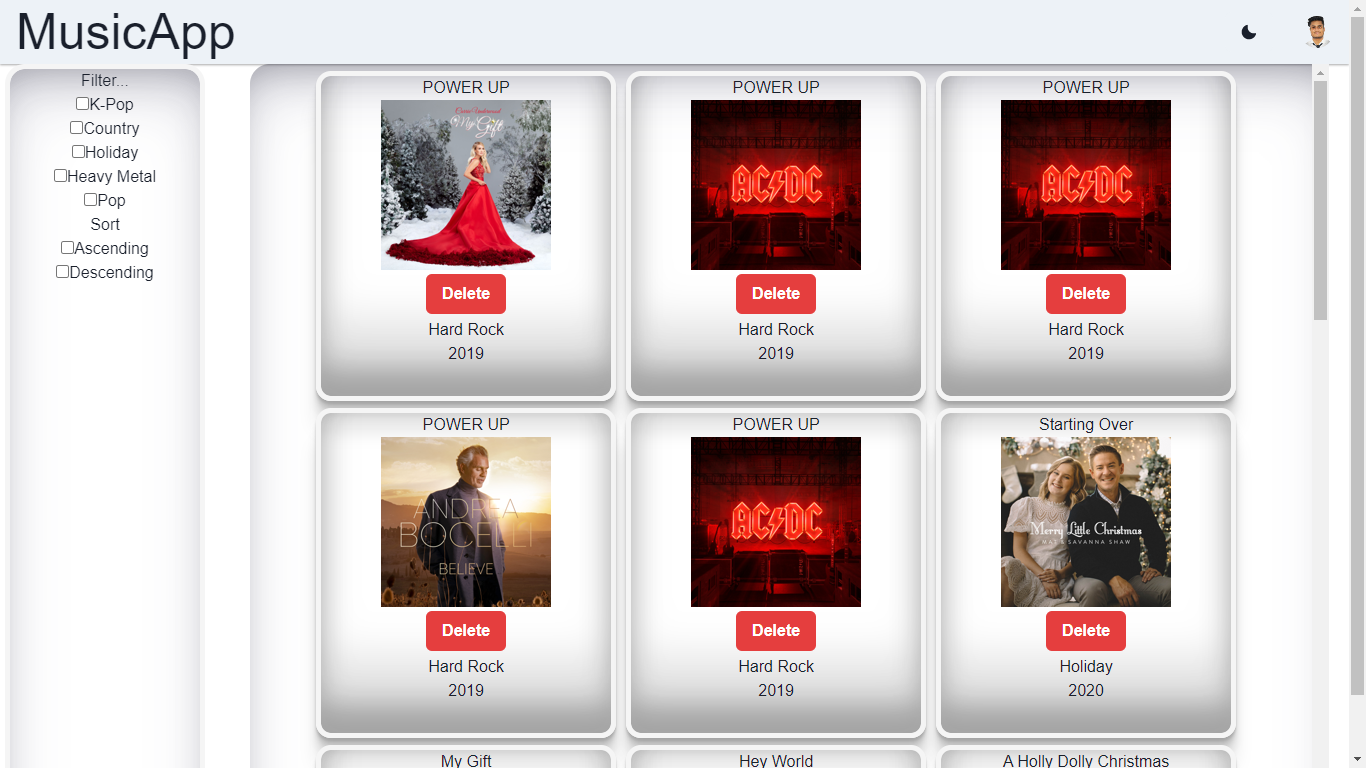 MusicApp
Filter...
K-Pop
Country
Holiday
Heavy Metal
Pop
Sort
Ascending
Descending
POWER UP
Carrie Underwood
My Gift
Delete
Hard Rock
2019
POWER UP
AC/DC
Delete
Hard Rock
2019
POWER UP
AC/DC
Delete
Hard Rock
2019
POWER UP
ANDREA
BOCELLI
BELIEVE
Delete
Hard Rock
2019
POWER UP
AC/DC
Delete
Hard Rock
2019
Starting Over
Merry Little Christmas
MAT & SAVANNA SHAW
Delete
Holiday
2020
My Gift
Hey World
A Holly Dolly Christmas